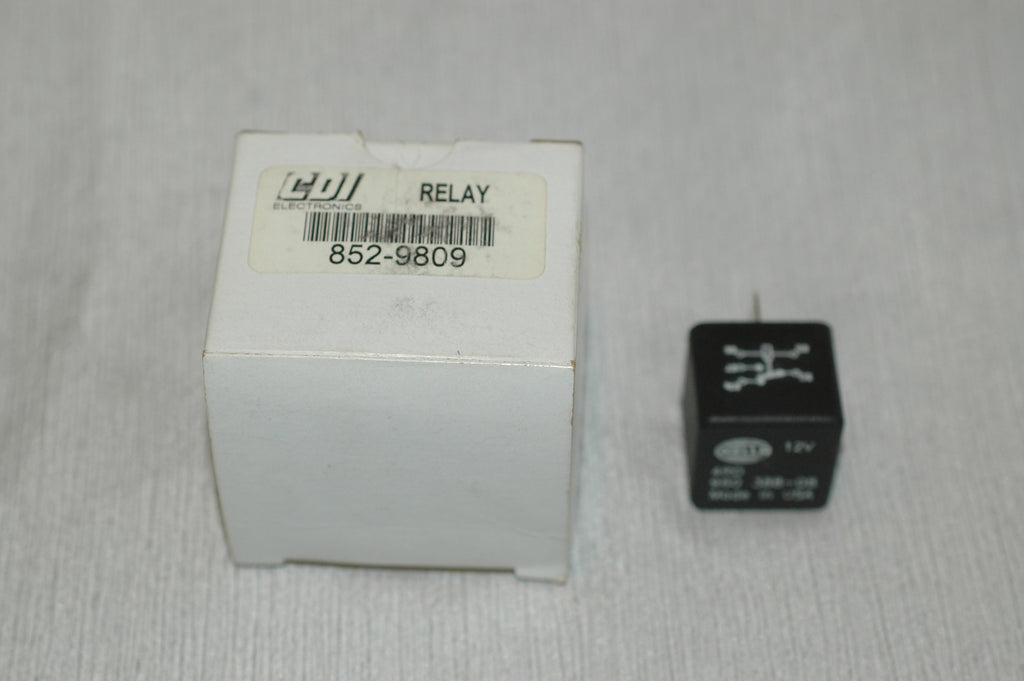 CDI
ELECTRONICS
RELAY
852-9809
12V
Made in USA